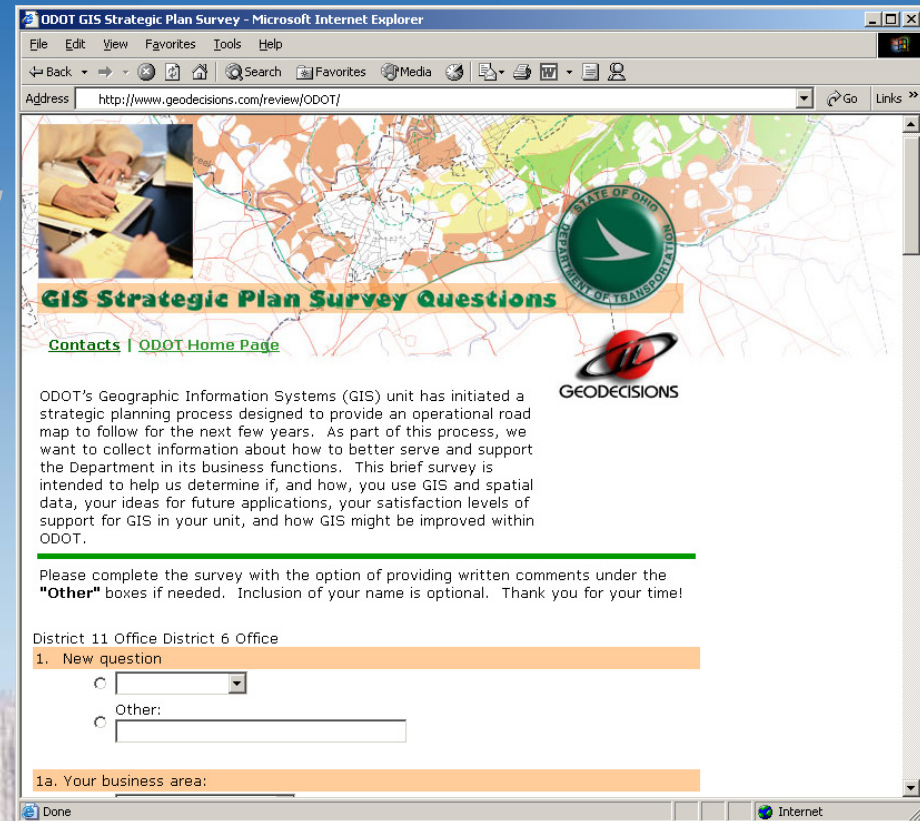 ODOT GIS Strategic Plan Survey - Microsoft Internet Explorer
File Edit View Favorites Tools Help
Back Search Favorites Media
Address http://www.geodecisions.com/review/ODOT/ Go Links »
STATE OF OHIO
DEPARTMENT OF TRANSPORTATION
GIS Strategic Plan Survey Questions
Contacts | ODOT Home Page
GEODECISIONS
ODOT's Geographic Information Systems (GIS) unit has initiated a
strategic planning process designed to provide an operational road
map to follow for the next few years. As part of this process, we
want to collect information about how to better serve and support
the Department in its business functions. This brief survey is
intended to help us determine if, and how, you use GIS and spatial
data, your ideas for future applications, your satisfaction levels of
support for GIS in your unit, and how GIS might be improved within
ODOT.
Please complete the survey with the option of providing written comments under the
"Other" boxes if needed. Inclusion of your name is optional. Thank you for your time!
District 11 Office District 6 Office
1. New question
Other:
1a. Your business area:
Done Internet